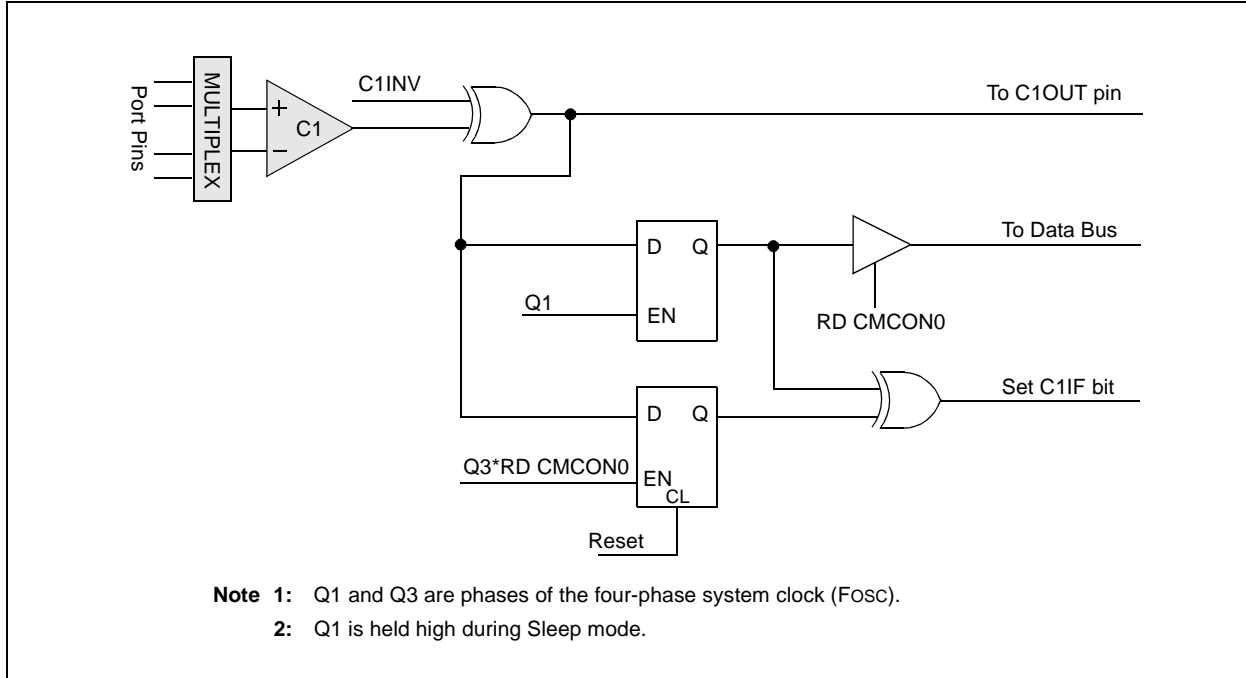 C1INV
To C1OUT pin
MULTIPLEX
Port Pins
+
C1
−
D Q
To Data Bus
Q1
EN
RD CMCON0
Set C1IF bit
D Q
Q3*RD CMCON0
EN
CL
Reset
Note 1: Q1 and Q3 are phases of the four-phase system clock (FOSC).
2: Q1 is held high during Sleep mode.